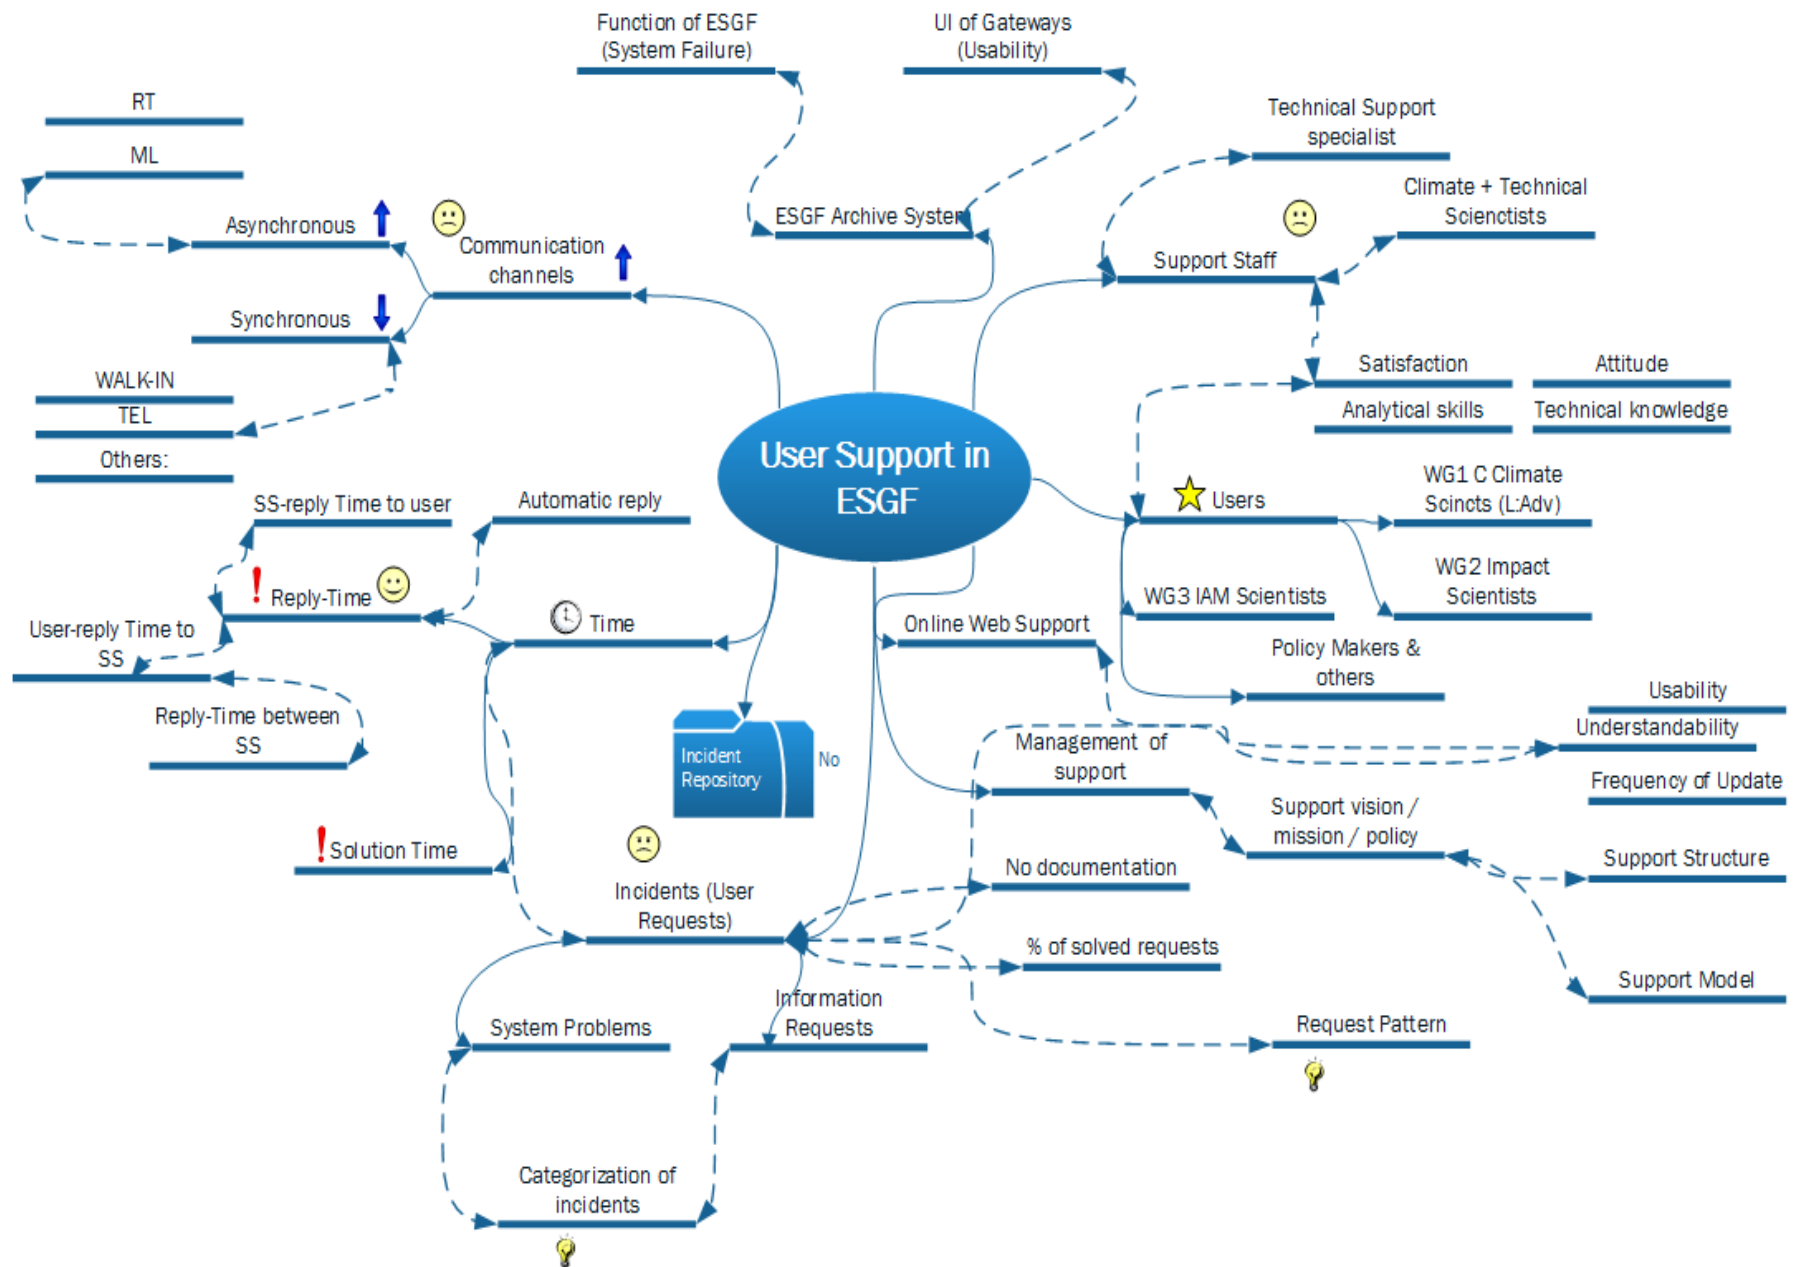 Function of ESGF
(System Failure)
UI of Gateways
(Usability)
RT
ML
Asynchronous
Communication
channels
Synchronous
WALK-IN
TEL
Others:
ESGF Archive System
Technical Support
specialist
Climate + Technical
Scienctists
Support Staff
Satisfaction
Attitude
Analytical skills
Technical knowledge
User Support in
ESGF
Users
WG1 C Climate
Scincts (L:Adv)
WG2 Impact
Scientists
WG3 IAM Scientists
Policy Makers &
others
SS-reply Time to user
Automatic reply
Reply-Time
User-reply Time to
SS
Time
Reply-Time between
SS
Solution Time
Incident
Repository
No
Online Web Support
Usability
Understandability
Frequency of Update
Management of
support
Support vision /
mission / policy
Support Structure
Support Model
Incidents (User
Requests)
No documentation
% of solved requests
Request Pattern
System Problems
Information
Requests
Categorization of
incidents